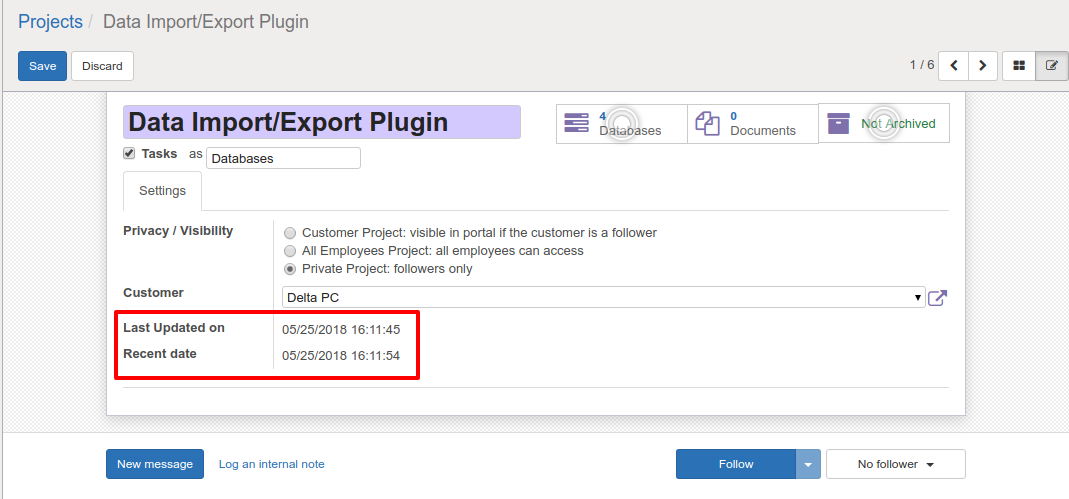 Projects / Data Import/Export Plugin
Save Discard 1 / 6
Data Import/Export Plugin
4 Databases
0 Documents
Not Archived
Tasks as Databases
Settings
Privacy / Visibility
Customer Project: visible in portal if the customer is a follower
All Employees Project: all employees can access
Private Project: followers only
Customer Delta PC
Last Updated on 05/25/2018 16:11:45
Recent date 05/25/2018 16:11:54
New message Log an internal note Follow No follower